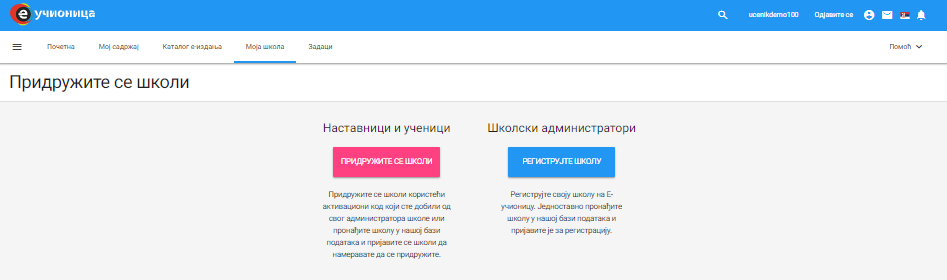 е учионица
ucenikdemo100 Одјавите се
Почетна Мој садржај Каталог е-издања Моја школа Задаци Помоћ
Придружите се школи
Наставници и ученици
ПРИДРУЖИТЕ СЕ ШКОЛИ
Придружите се школи користећи
активациони код који сте добили од
свог администратора школе или
пронађите школу у нашој бази
података и пријавите се школи да
намеравате да се придружите.
Школски администратори
РЕГИСТРУЈТЕ ШКОЛУ
Региструјте своју школу на Е-
учионицу. Једноставно пронађите
школу у нашој бази података и
пријавите је за регистрацију.